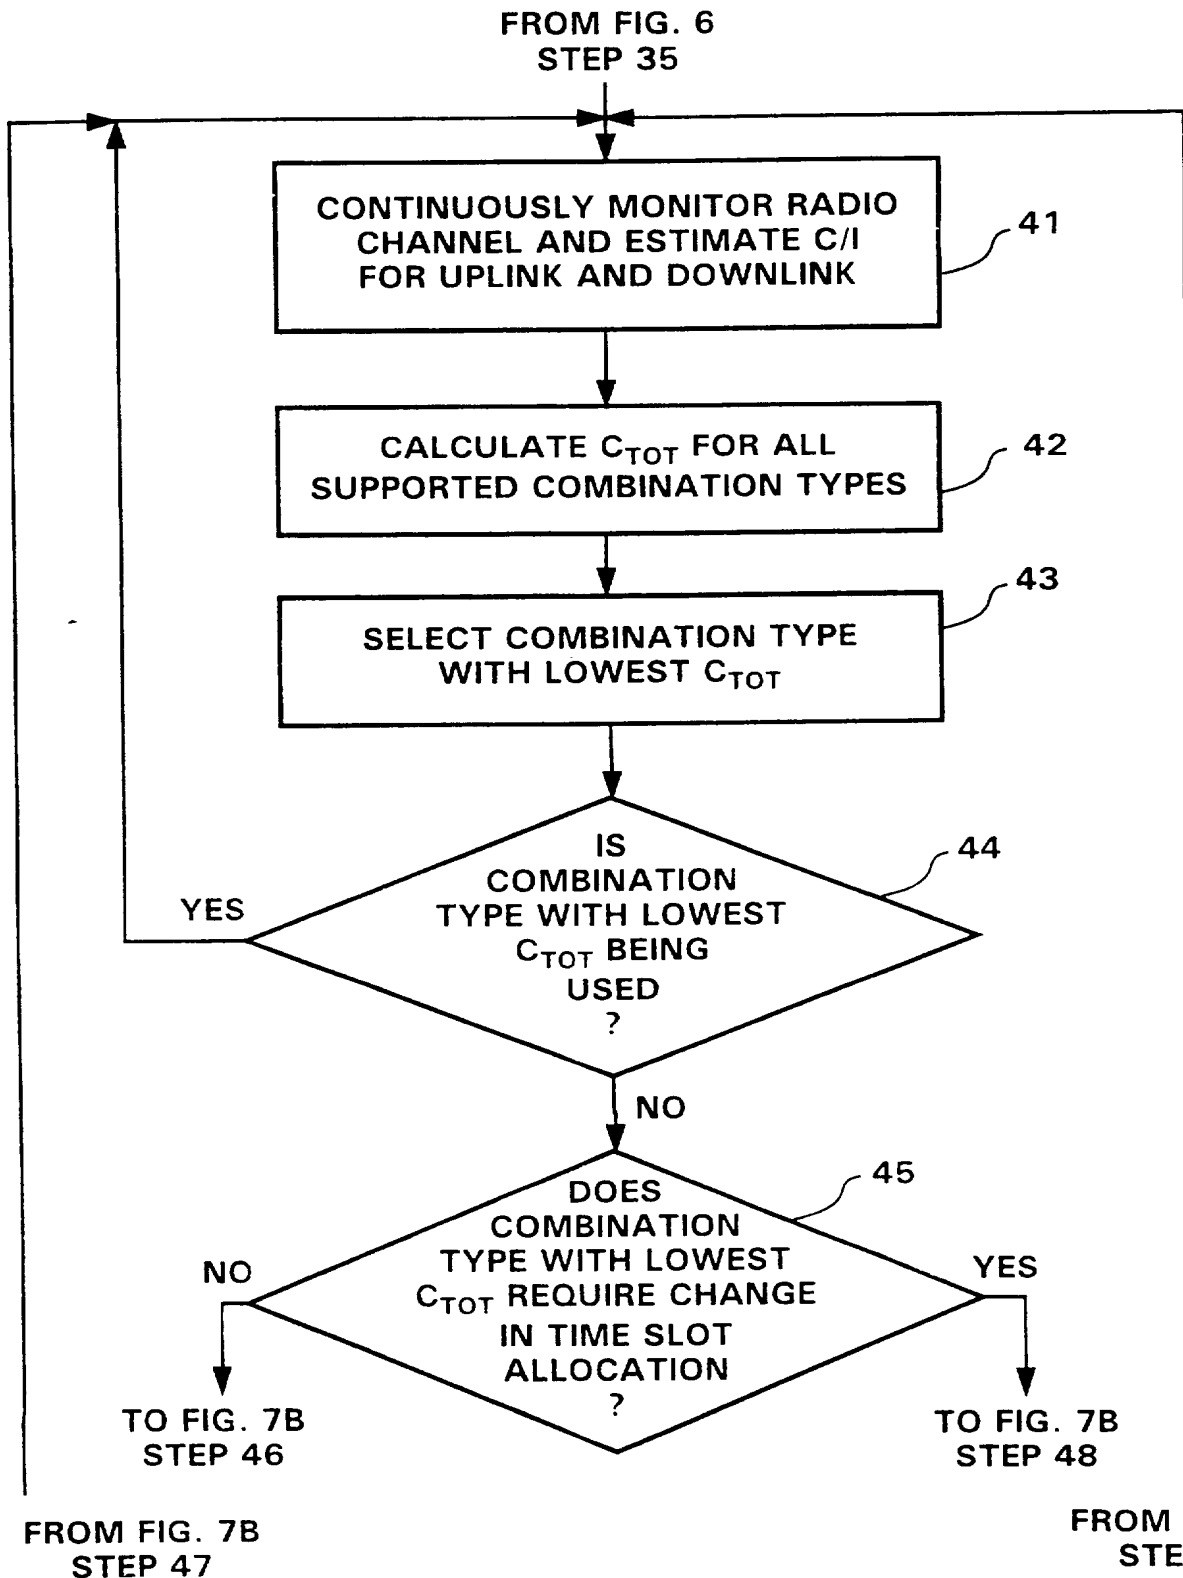 FROM FIG. 6
STEP 35
CONTINUOUSLY MONITOR RADIO
CHANNEL AND ESTIMATE C/I
FOR UPLINK AND DOWNLINK
41
CALCULATE CTOT FOR ALL
SUPPORTED COMBINATION TYPES
42
SELECT COMBINATION TYPE
WITH LOWEST CTOT
43
IS
COMBINATION
TYPE WITH LOWEST
CTOT BEING
USED
?
44
YES
NO
DOES
COMBINATION
TYPE WITH LOWEST
CTOT REQUIRE CHANGE
IN TIME SLOT
ALLOCATION
?
45
NO
YES
TO FIG. 7B
STEP 46
TO FIG. 7B
STEP 48
FROM FIG. 7B
STEP 47
FROM